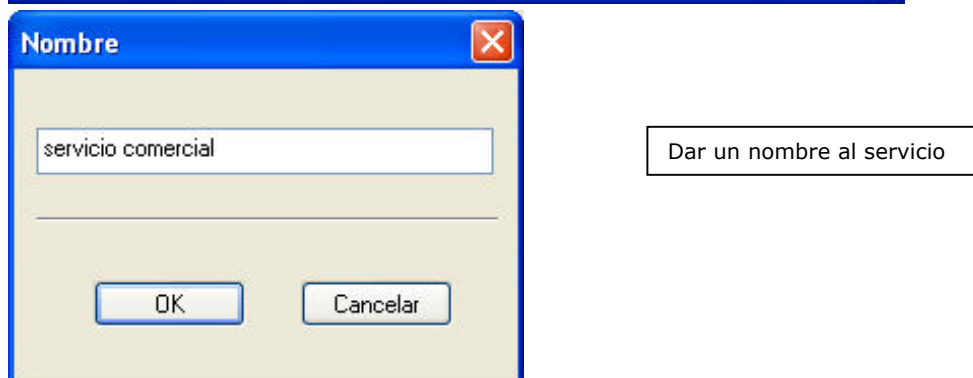 Nombre
servicio comercial
Dar un nombre al servicio
OK
Cancelar